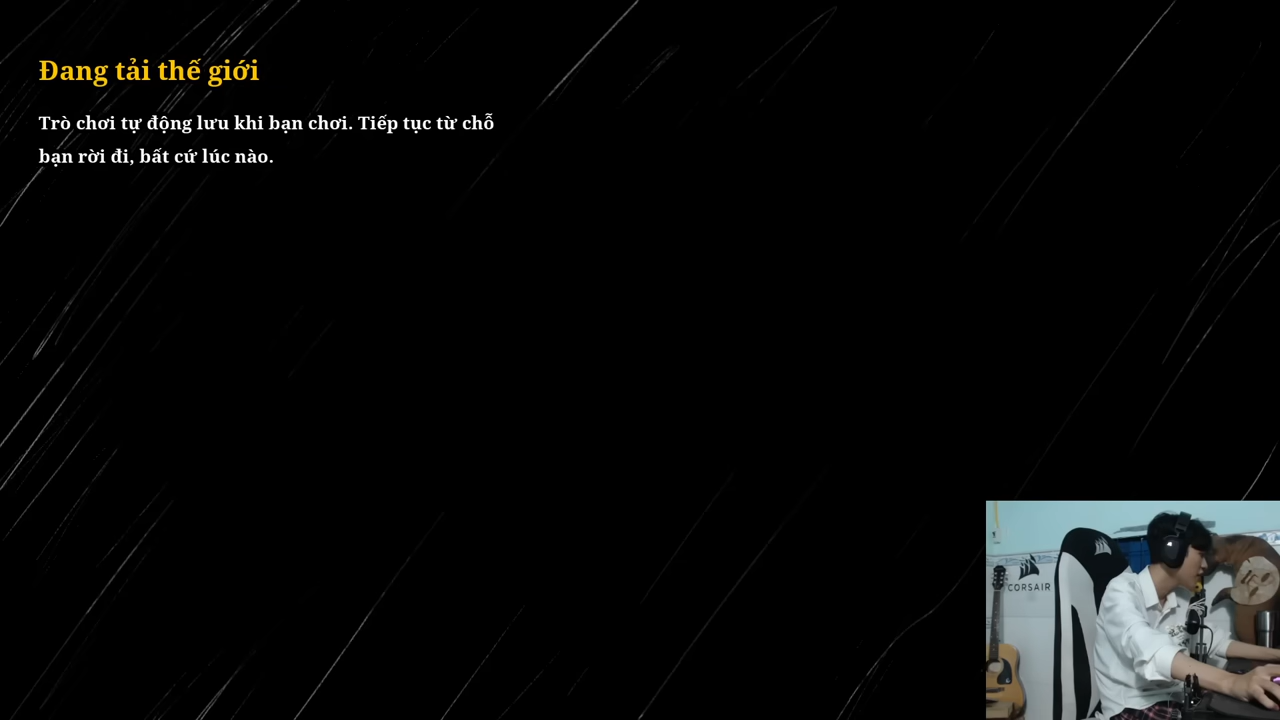 Đang tải thế giới
Trò chơi tự động lưu khi bạn chơi. Tiếp tục từ chỗ
bạn rời đi, bất cứ lúc nào.
CORSAIR